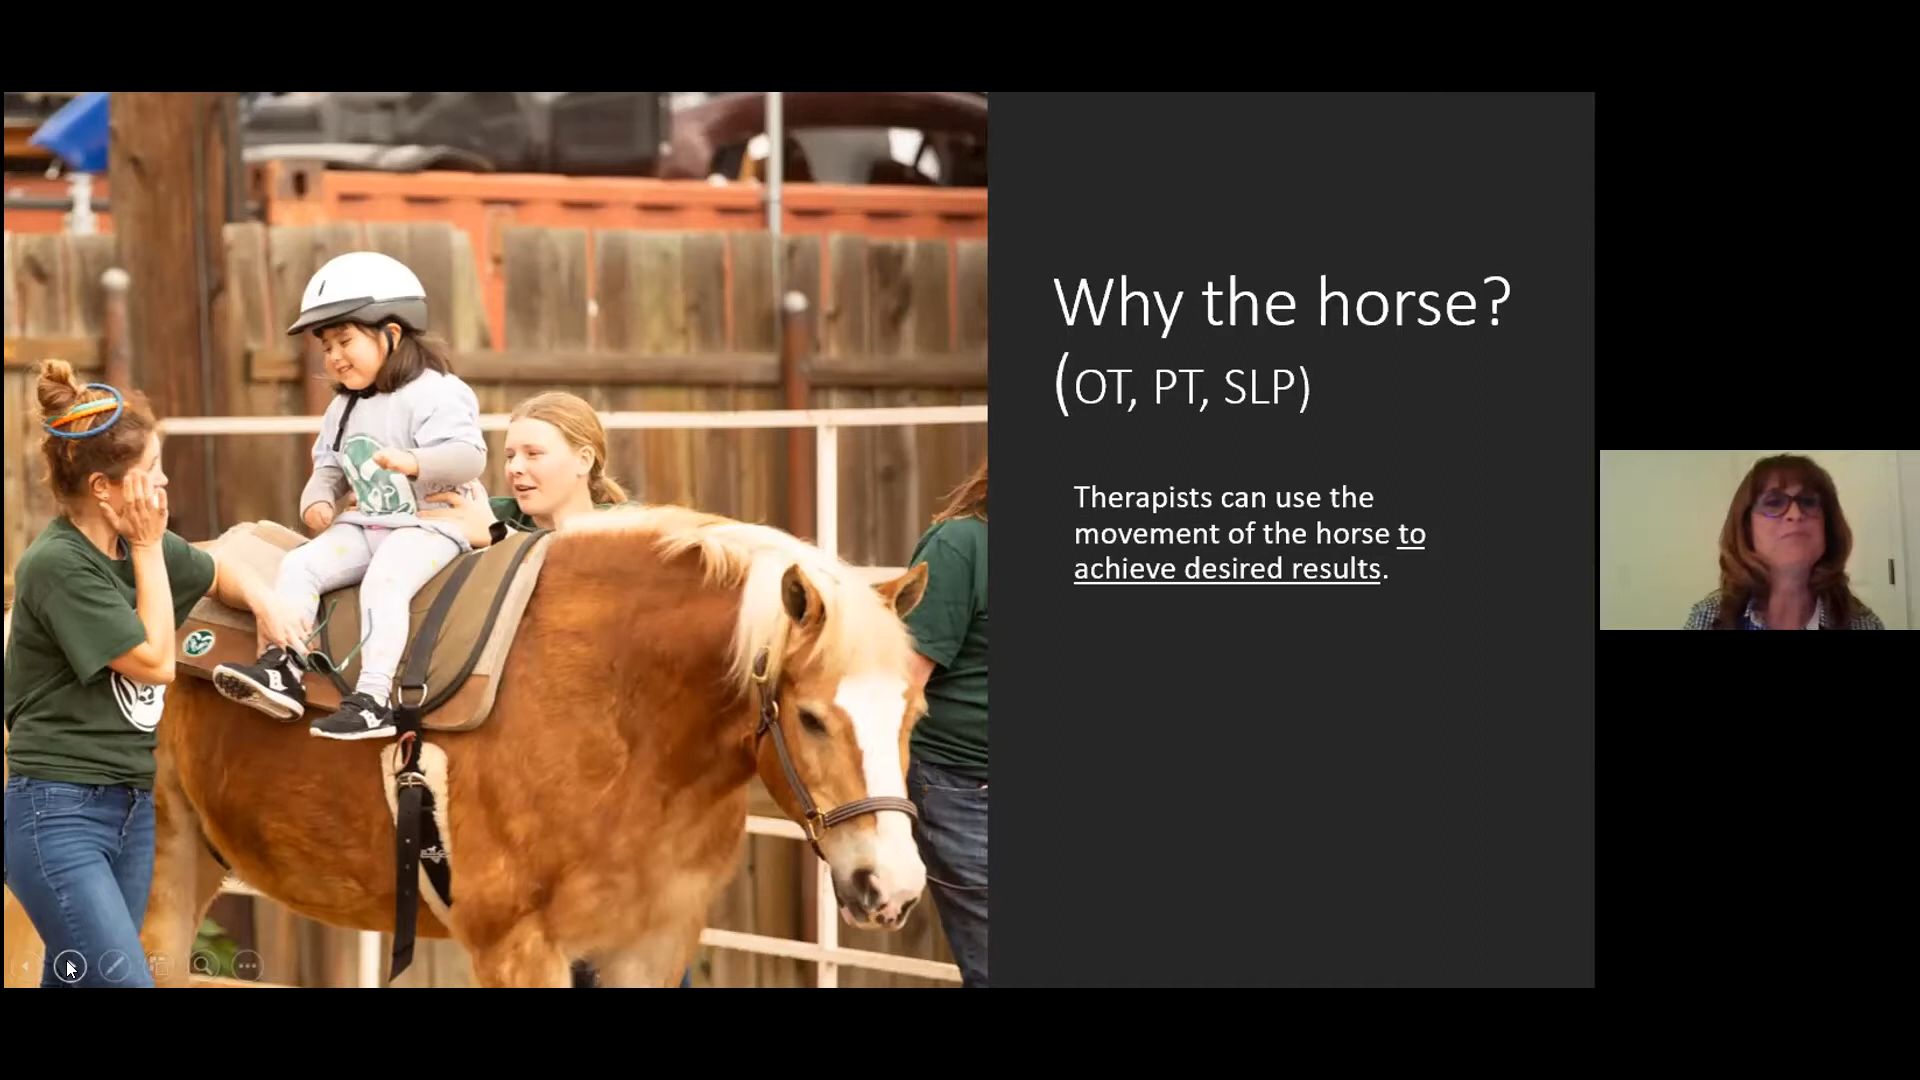 Why the horse?
(OT, PT, SLP)
Therapists can use the
movement of the horse to
achieve desired results.